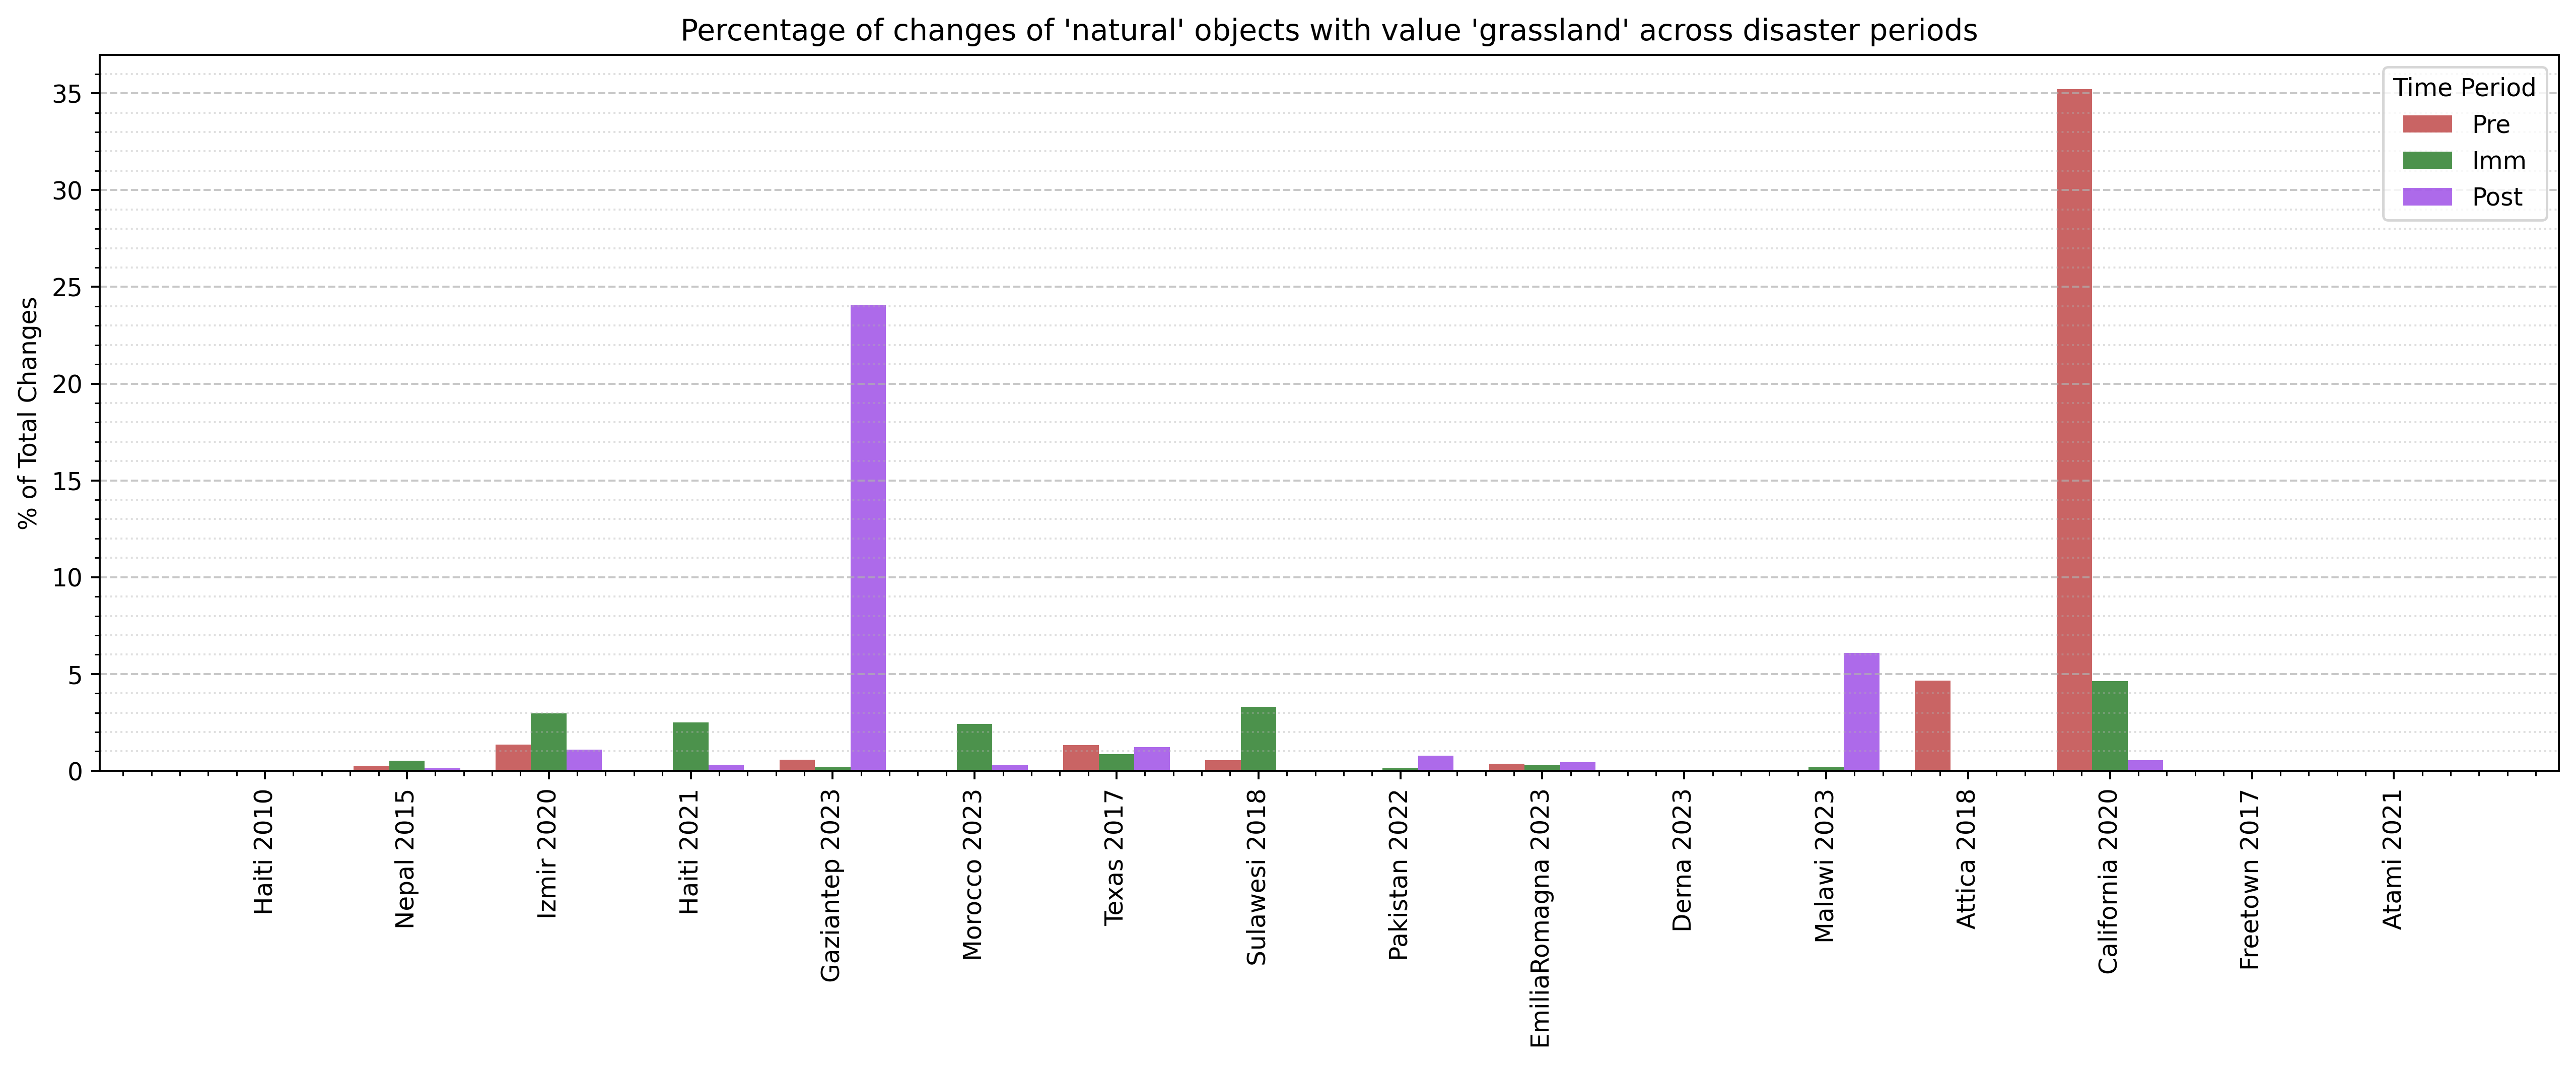 Percentage of changes of 'natural' objects with value 'grassland' across disaster periods
% of Total Changes
35
30
25
20
15
10
5
0
Time Period
Pre
Imm
Post
Haiti 2010
Nepal 2015
Izmir 2020
Haiti 2021
Gaziantep 2023
Morocco 2023
Texas 2017
Sulawesi 2018
Pakistan 2022
EmiliaRomagna 2023
Derna 2023
Malawi 2023
Attica 2018
California 2020
Freetown 2017
Atami 2021